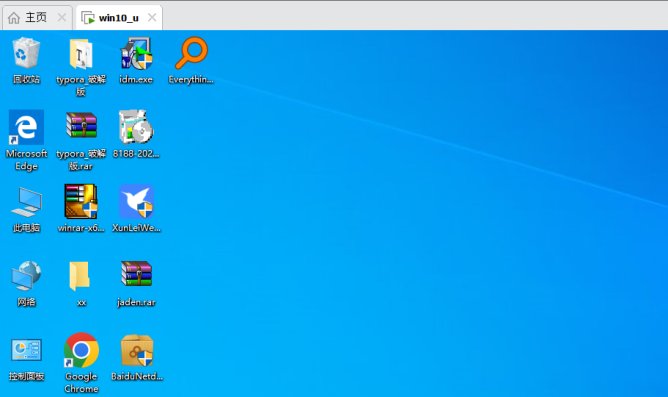 主页
win10_u
回收站
typora_破解
版
idm.exe
Everythin...
Microsoft
Edge
typora_破解
版.rar
8188-202...
此电脑
winrar-x6...
XunLeiWe...
网络
xx
jaden.rar
控制面板
Google
Chrome
BaiduNetd...